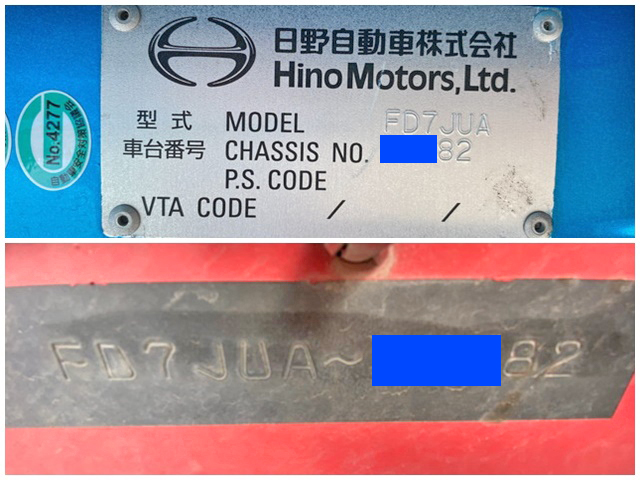 日野自動車株式会社
Hino Motors, Ltd.
No.4277
型式 MODEL FD7JUA
車台番号 CHASSIS NO. 82
P.S. CODE
VTA CODE / /
FD7JUA~ 82